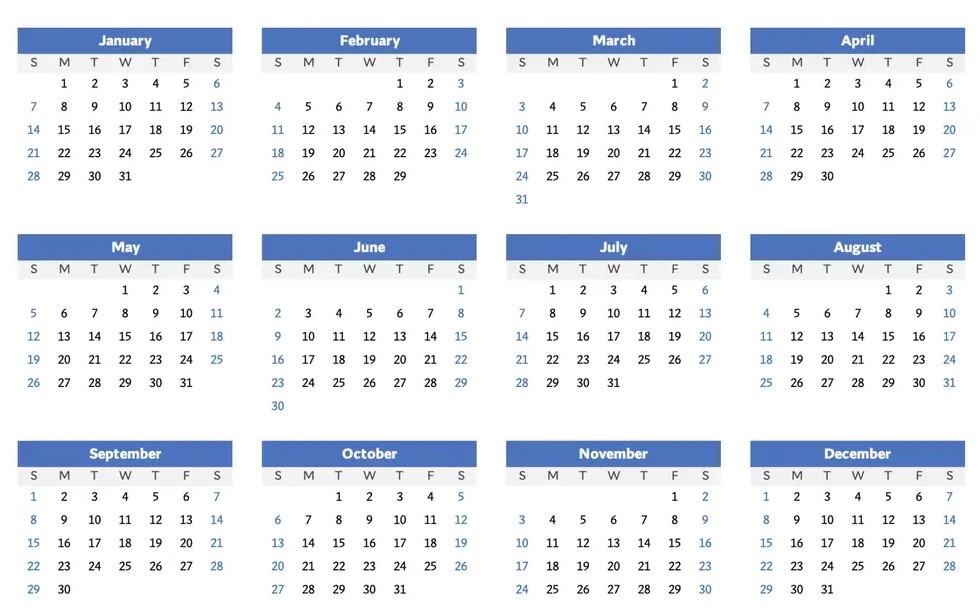 January February March April
S M T W T F S S M T W T F S S M T W T F S S M T W T F S
1 2 3 4 5 6 1 2 3 1 2 1 2 3 4 5 6
7 8 9 10 11 12 13 4 5 6 7 8 9 10 3 4 5 6 7 8 9 7 8 9 10 11 12 13
14 15 16 17 18 19 20 11 12 13 14 15 16 17 10 11 12 13 14 15 16 14 15 16 17 18 19 20
21 22 23 24 25 26 27 18 19 20 21 22 23 24 17 18 19 20 21 22 23 21 22 23 24 25 26 27
28 29 30 31 25 26 27 28 29 24 25 26 27 28 29 30 28 29 30
31
May June July August
S M T W T F S S M T W T F S S M T W T F S S M T W T F S
1 2 3 4 1 1 2 3 4 5 6 1 2 3
5 6 7 8 9 10 11 2 3 4 5 6 7 8 7 8 9 10 11 12 13 4 5 6 7 8 9 10
12 13 14 15 16 17 18 9 10 11 12 13 14 15 14 15 16 17 18 19 20 11 12 13 14 15 16 17
19 20 21 22 23 24 25 16 17 18 19 20 21 22 21 22 23 24 25 26 27 18 19 20 21 22 23 24
26 27 28 29 30 31 23 24 25 26 27 28 29 28 29 30 31 25 26 27 28 29 30 31
30
September October November December
S M T W T F S S M T W T F S S M T W T F S S M T W T F S
1 2 3 4 5 6 7 1 2 3 4 5 1 2 1 2 3 4 5 6 7
8 9 10 11 12 13 14 6 7 8 9 10 11 12 3 4 5 6 7 8 9 8 9 10 11 12 13 14
15 16 17 18 19 20 21 13 14 15 16 17 18 19 10 11 12 13 14 15 16 15 16 17 18 19 20 21
22 23 24 25 26 27 28 20 21 22 23 24 25 26 17 18 19 20 21 22 23 22 23 24 25 26 27 28
29 30 27 28 29 30 31 24 25 26 27 28 29 30 29 30 31